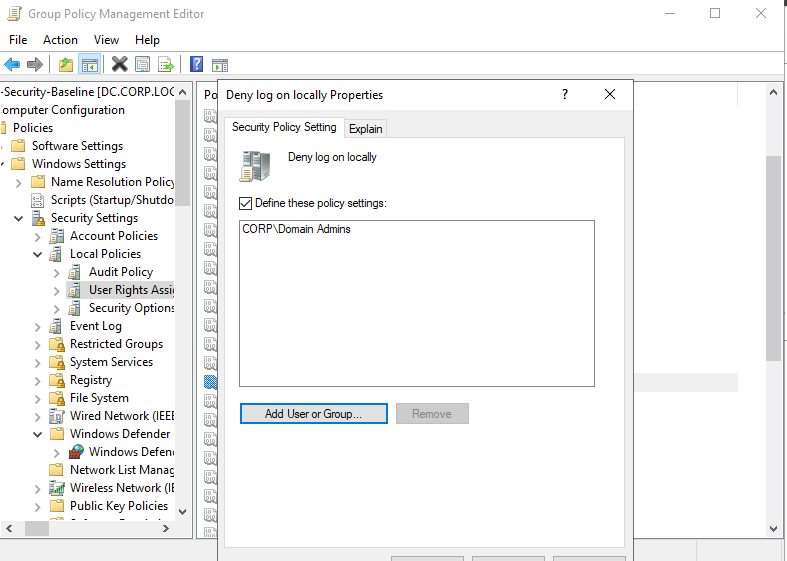 Group Policy Management Editor
File Action View Help
-Security-Baseline [DC.CORP.LOC
omputer Configuration
Policies
Software Settings
Windows Settings
Name Resolution Policy
Scripts (Startup/Shutdo
Security Settings
Account Policies
Local Policies
Audit Policy
User Rights Assi
Security Options
Event Log
Restricted Groups
System Services
Registry
File System
Wired Network (IEEE
Windows Defender
Windows Defen
Network List Manag
Wireless Network (IE
Public Key Policies
Po
Deny log on locally Properties
?
Security Policy Setting Explain
Deny log on locally
Define these policy settings:
CORP\Domain Admins
Add User or Group... Remove